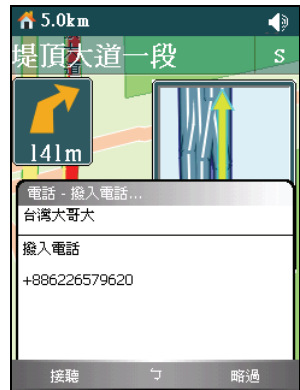 5.0km
堤頂大道一段 S
141m
電話 - 撥入電話...
台灣大哥大
撥入電話
+886226579620
接聽 ㄅ 略過